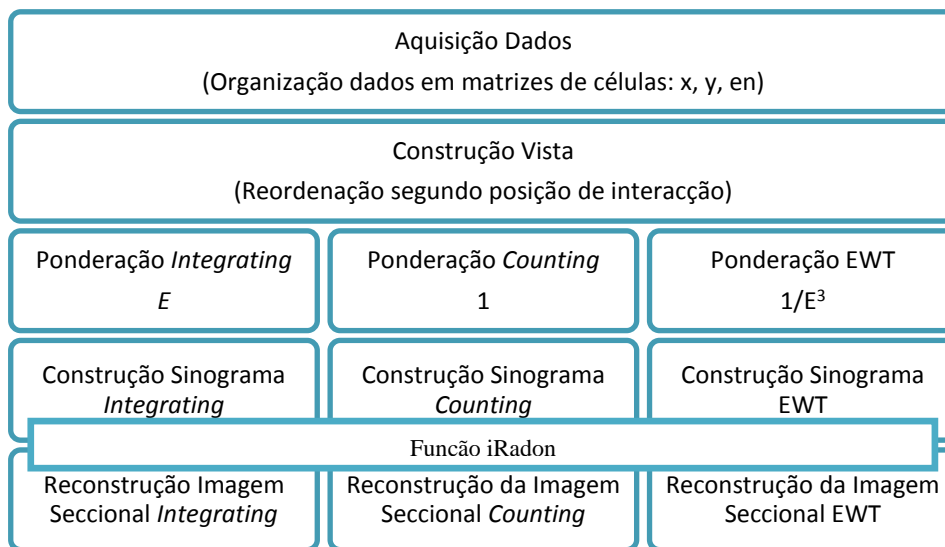 Aquisição Dados
(Organização dados em matrizes de células: x, y, en)
Construção Vista
(Reordenação segundo posição de interacção)
Ponderação Integrating
E
Ponderação Counting
1
Ponderação EWT
1/E³
Construção Sinograma
Integrating
Construção Sinograma
Counting
Construção Sinograma
EWT
Funcão iRadon
Reconstrução Imagem
Seccional Integrating
Reconstrução da Imagem
Seccional Counting
Reconstrução da Imagem
Seccional EWT